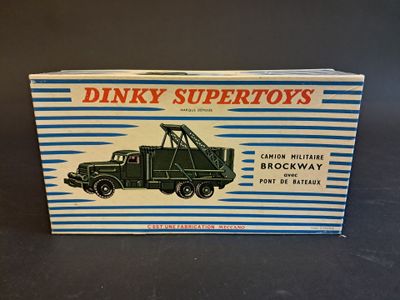 DINKY SUPERTOYS
MARQUE DÉPOSÉE
CAMION MILITAIRE
BROCKWAY
avec
PONT DE BATEAUX
C'EST UNE FABRICATION MECCANO